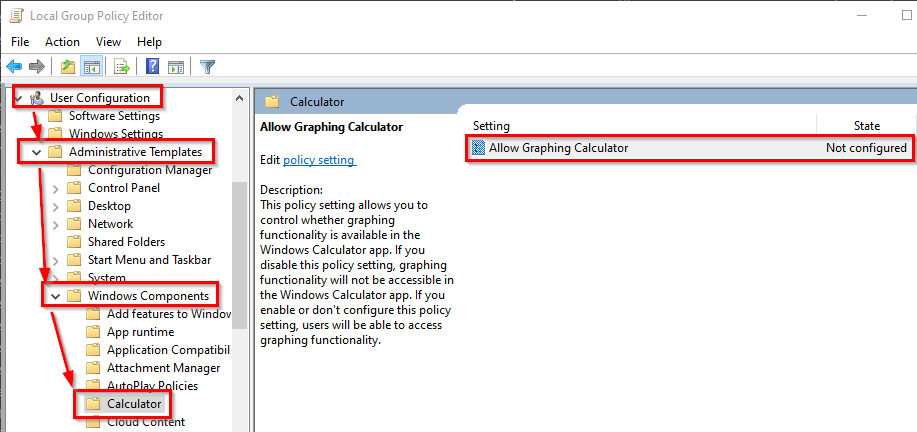 Local Group Policy Editor
File Action Window Help
User Configuration
Software Settings
Windows Settings
Administrative Templates
Configuration Manager
Control Panel
Desktop
Network
Shared Folders
Start Menu and Taskbar
System
Windows Components
Add features to Window
App runtime
Application Compatibil
Attachment Manager
AutoPlay Policies
Calculator
Cloud Content
Calculator
Allow Graphing Calculator
Edit policy setting
Description:
This policy setting allows you to
control whether graphing
functionality is available in the
Windows Calculator app. If you
disable this policy setting, graphing
functionality will not be accessible in
the Windows Calculator app. If you
enable or don't configure this policy
setting, users will be able to access
graphing functionality.
Setting State
Allow Graphing Calculator Not configured